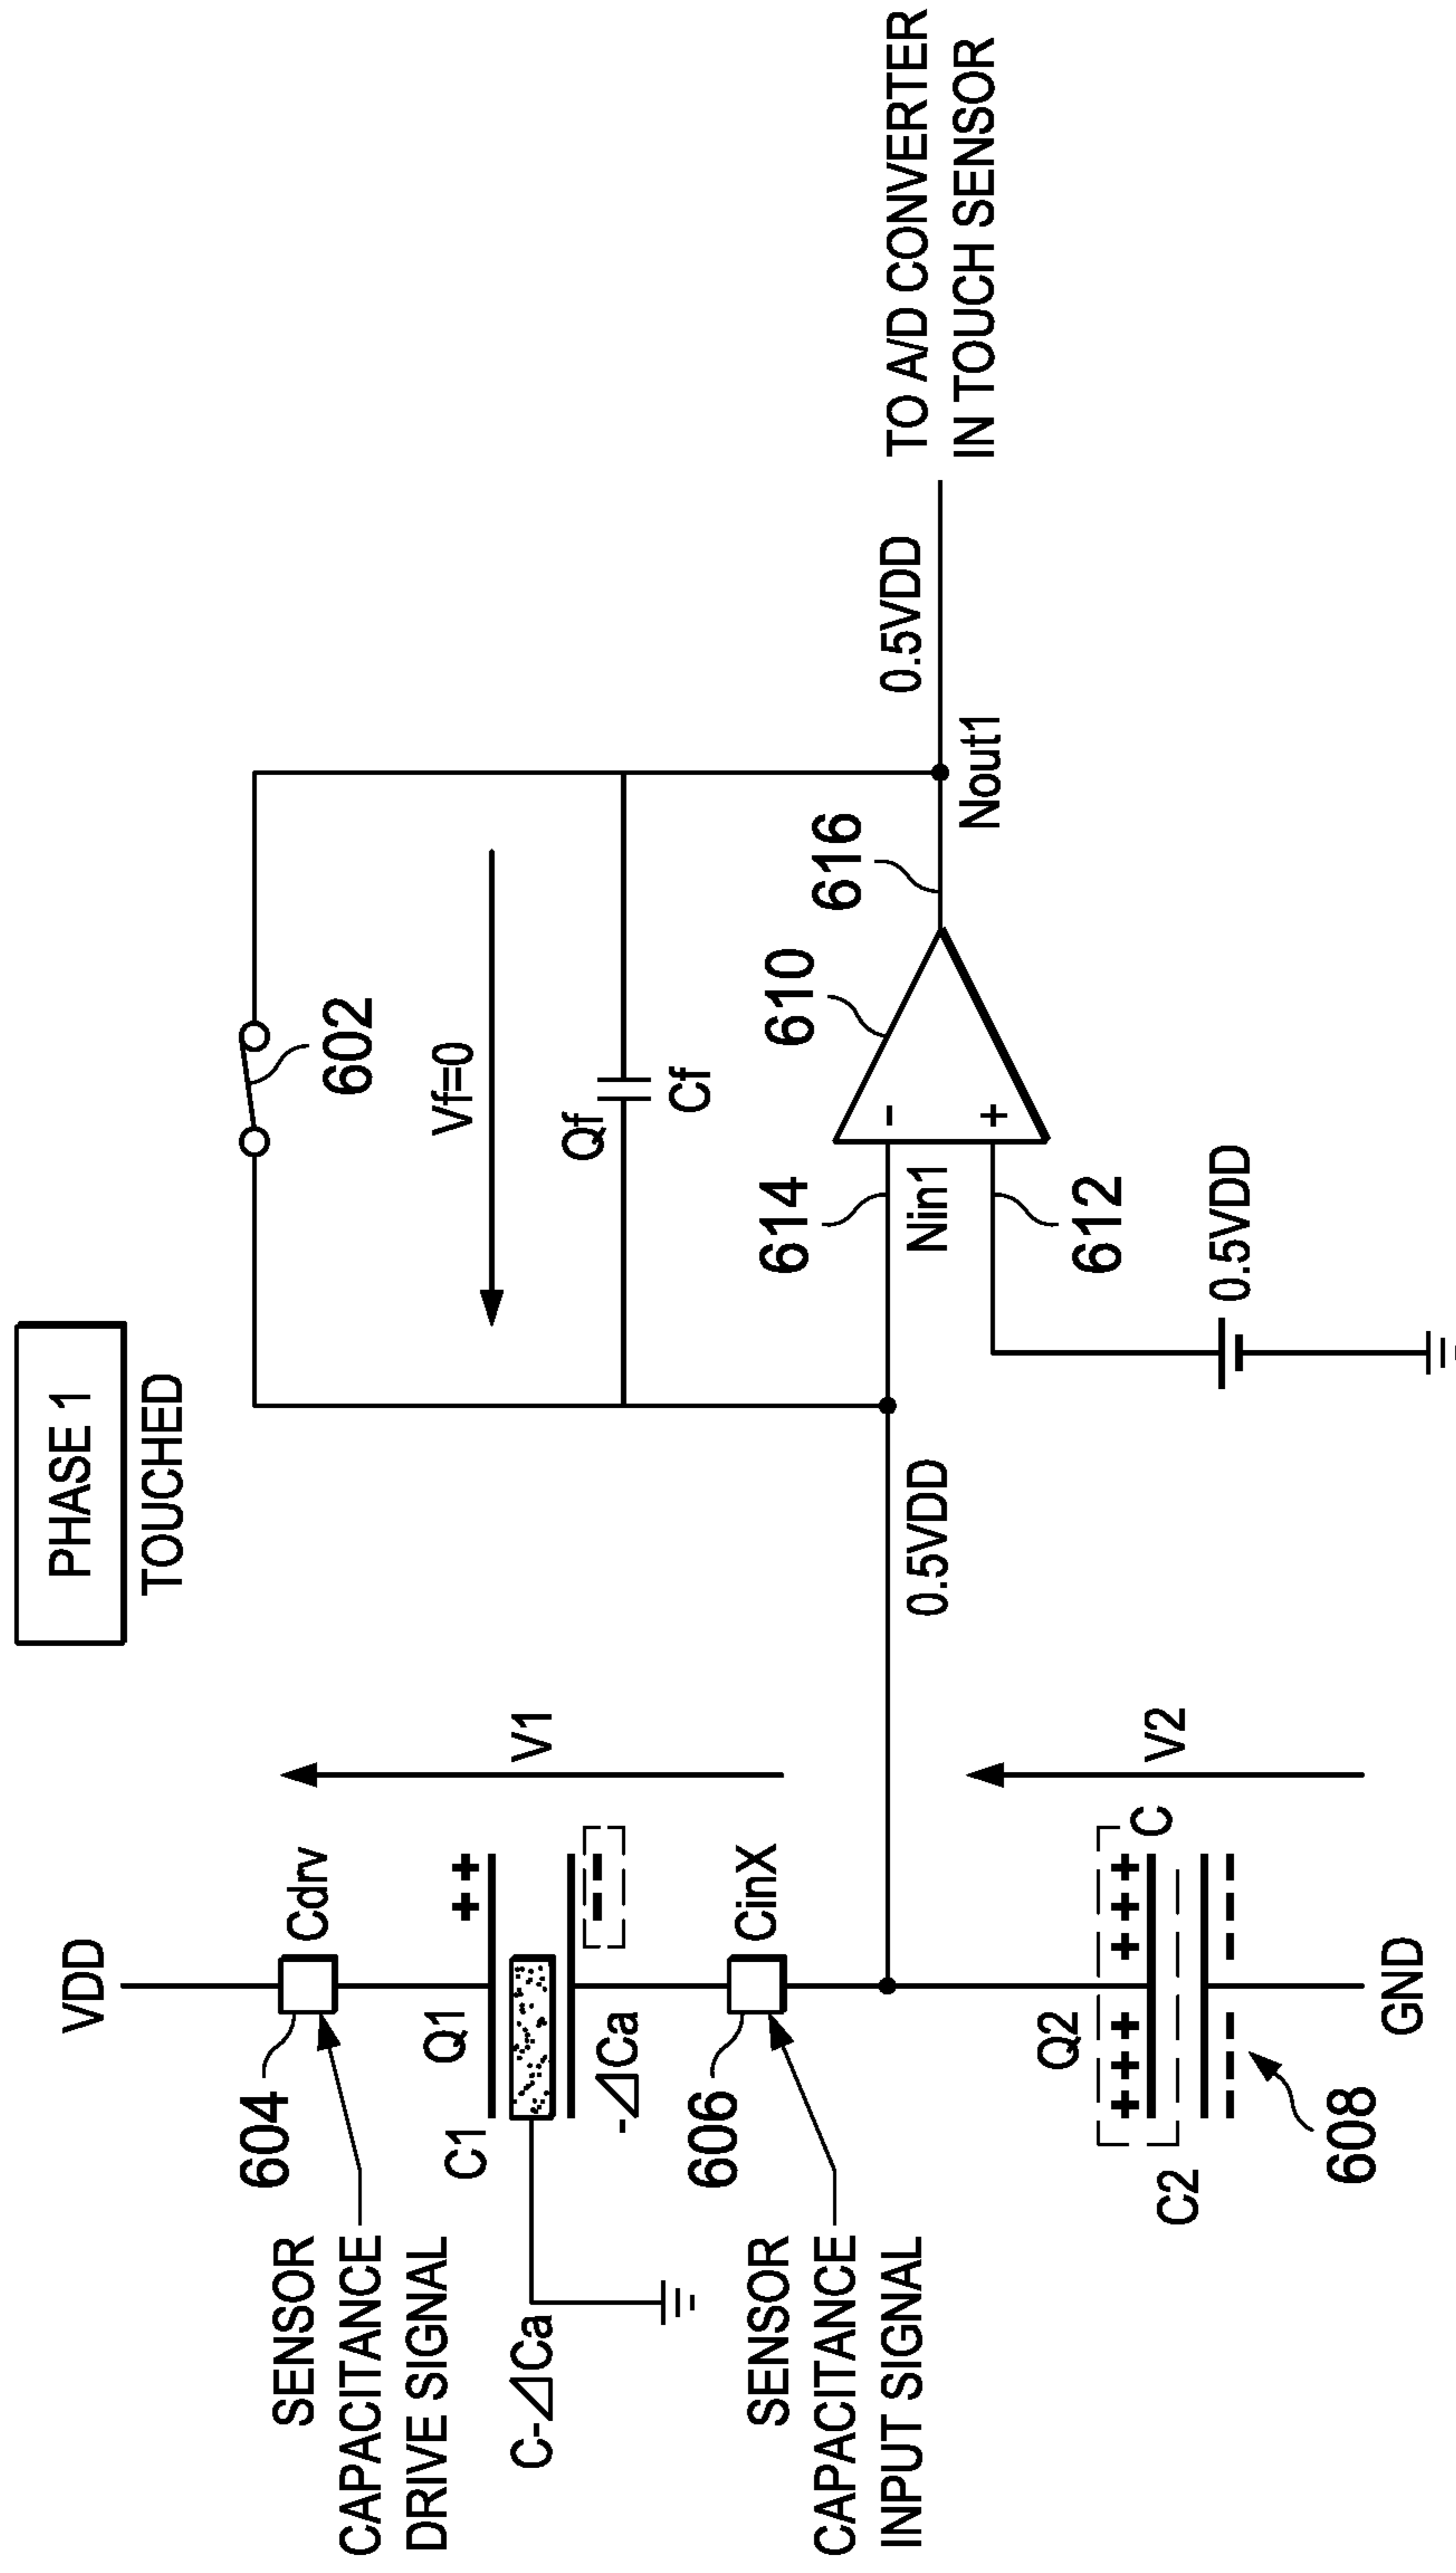 PHASE 1
TOUCHED
VDD
604
Cdrv
SENSOR
CAPACITANCE
DRIVE SIGNAL
Q1
++
C1
C-⊿Ca
-⊿Ca
--
V1
606
CinX
SENSOR
CAPACITANCE
INPUT SIGNAL
0.5VDD
Q2
+++ +++
C
C2
--- ---
V2
608
GND
602
Vf=0
Qf
Cf
614
Nin1
-
+
610
612
0.5VDD
616
Nout1
0.5VDD
TO A/D CONVERTER
IN TOUCH SENSOR